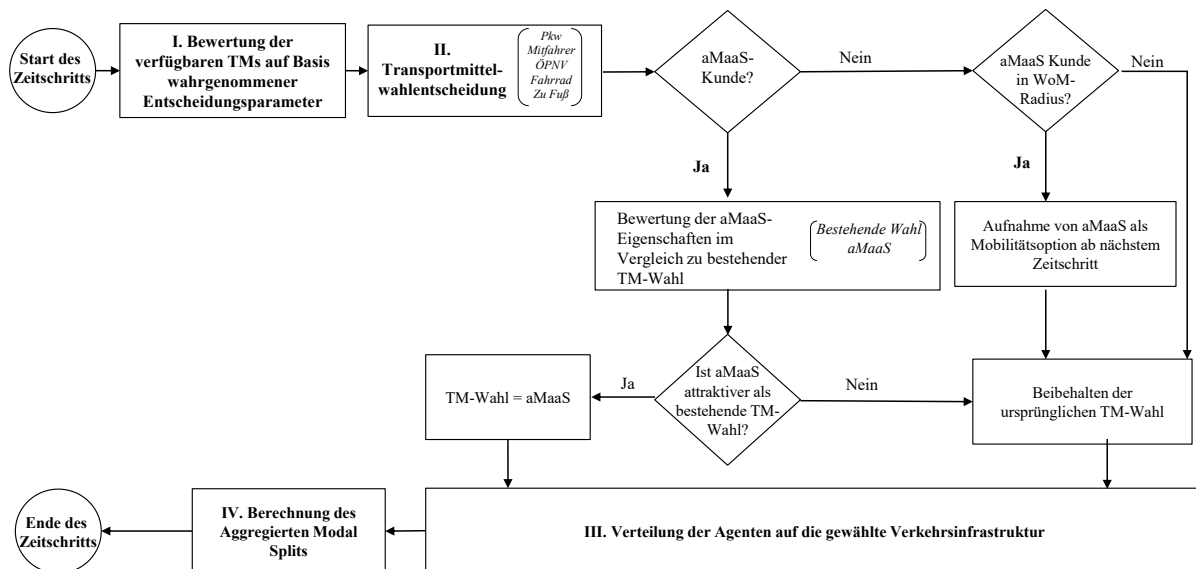 Start des
Zeitschritts
I. Bewertung der
verfügbaren TMs auf Basis
wahrgenommener
Entscheidungsparameter
II.
Transportmittel-
wahlentscheidung
Pkw
Mitfahrer
ÖPNV
Fahrrad
Zu Fuß
aMaaS-
Kunde?
Nein
aMaaS Kunde
in WoM-
Radius?
Nein
Ja
Ja
Bewertung der aMaaS-
Eigenschaften im
Vergleich zu bestehender
TM-Wahl
Bestehende Wahl
aMaaS
Aufnahme von aMaaS als
Mobilitätsoption ab nächstem
Zeitschritt
TM-Wahl = aMaaS
Ja
Ist aMaaS
attraktiver als
bestehende TM-
Wahl?
Nein
Beibehalten der
ursprünglichen TM-Wahl
Ende des
Zeitschritts
IV. Berechnung des
Aggregierten Modal
Splits
III. Verteilung der Agenten auf die gewählte Verkehrsinfrastruktur